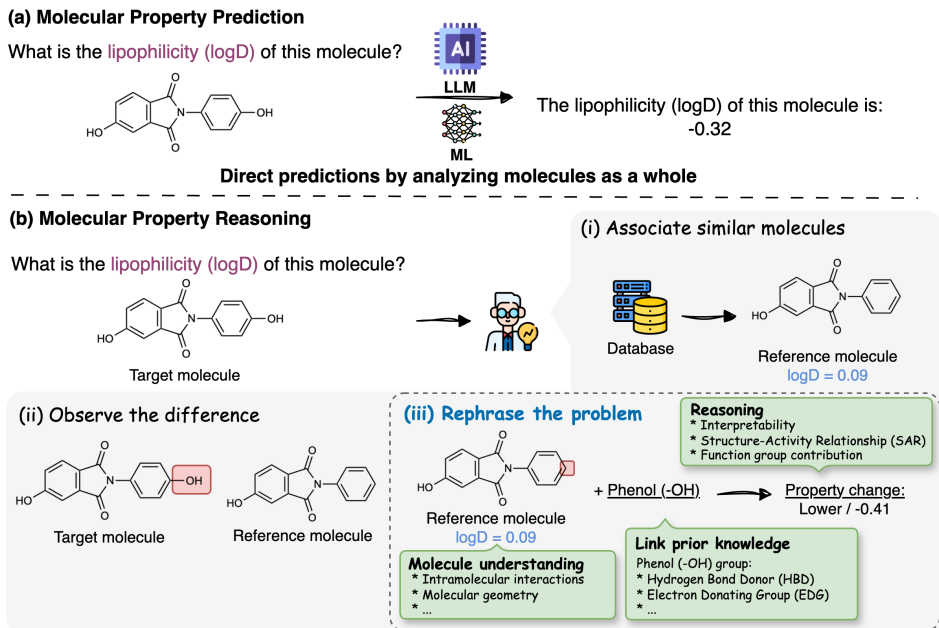 (a) Molecular Property Prediction
What is the lipophilicity (logD) of this molecule?
O
N
OH
HO
O
AI
LLM
ML
The lipophilicity (logD) of this molecule is:
-0.32
Direct predictions by analyzing molecules as a whole
(b) Molecular Property Reasoning
What is the lipophilicity (logD) of this molecule?
O
N
OH
HO
O
Target molecule
(i) Associate similar molecules
Database
O
N
HO
O
Reference molecule
logD = 0.09
(ii) Observe the difference
O
N
OH
HO
O
Target molecule
O
N
HO
O
Reference molecule
(iii) Rephrase the problem
O
N
HO
O
Reference molecule
logD = 0.09
+ Phenol (-OH)
Property change:
Lower / -0.41
Reasoning
* Interpretability
* Structure-Activity Relationship (SAR)
* Function group contribution
Molecule understanding
* Intramolecular interactions
* Molecular geometry
* ...
Link prior knowledge
Phenol (-OH) group:
* Hydrogen Bond Donor (HBD)
* Electron Donating Group (EDG)
* ...